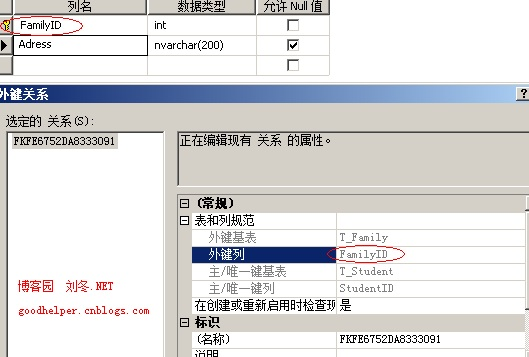 列名 数据类型 允许 Null 值
FamilyID int
Adress nvarchar(200)
外键关系 ?
选定的 关系(S):
FKFE6752DA8333091
正在编辑现有 关系 的属性。
(常规)
表和列规范
外键基表 T_Family
外键列 FamilyID
主/唯一键基表 T_Student
主/唯一键列 StudentID
在创建或重新启用时检查现 是
标识
(名称) FKFE6752DA8333091
说明
博客园 刘冬.NET
goodhelper.cnblogs.com